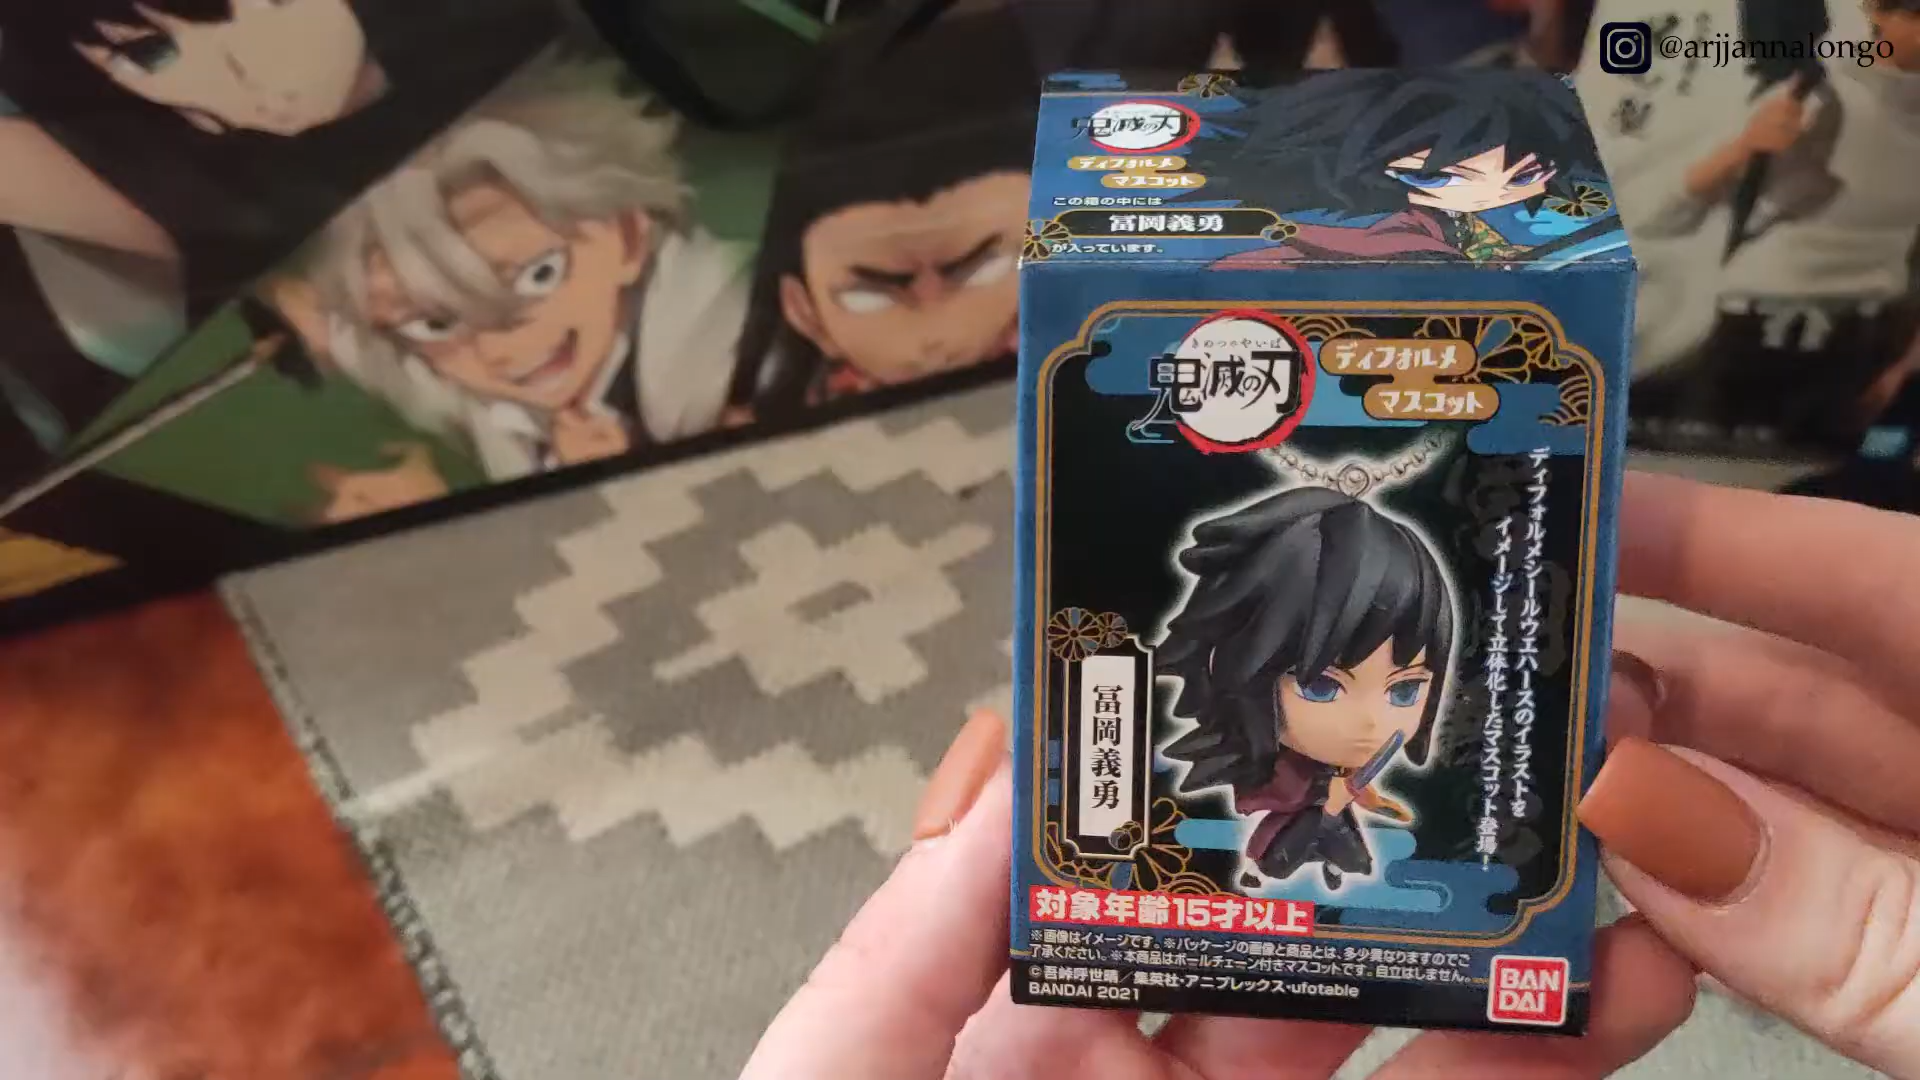 @arjjannalongo
鬼滅の刃
ディフォルメ
マスコット
この箱の中には
冨岡義勇
が入っています。
きめつのやいば
鬼滅の刃
ディフォルメ
マスコット
ディフォルメシールウエハースのイラストを
イメージして立体化したマスコット登場！
冨岡義勇
対象年齢15才以上
※画像はイメージです。※パッケージの画像と商品とは、多少異なりますのでご
了承ください。※本商品はボールチェーン付きマスコットです。自立はしません。
©吾峠呼世晴／集英社・アニプレックス・ufotable
BANDAI 2021
BAN
DAI